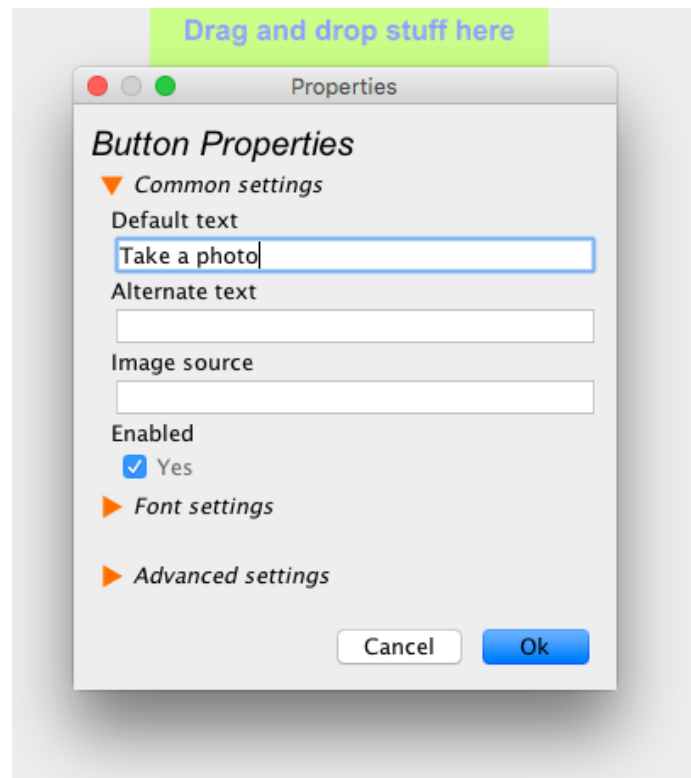 Drag and drop stuff here
Properties
Button Properties
Common settings
Default text
Take a photo
Alternate text
Image source
Enabled
Yes
Font settings
Advanced settings
Cancel Ok